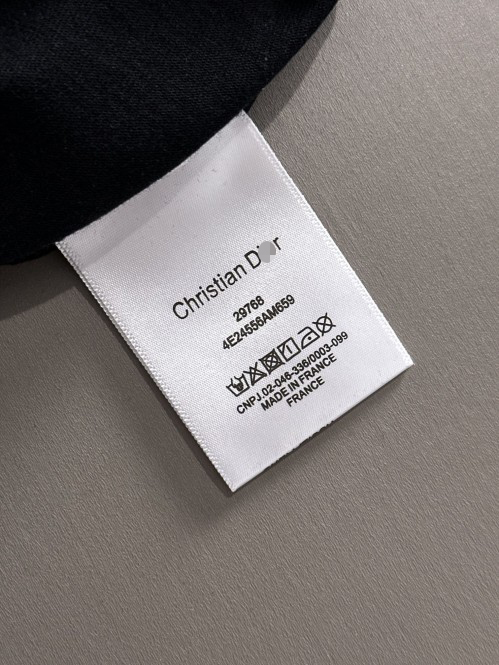 Christian D r
29768
4E24556AM659
CNPJ.02-046-336/0003-099
MADE IN FRANCE
FRANCE